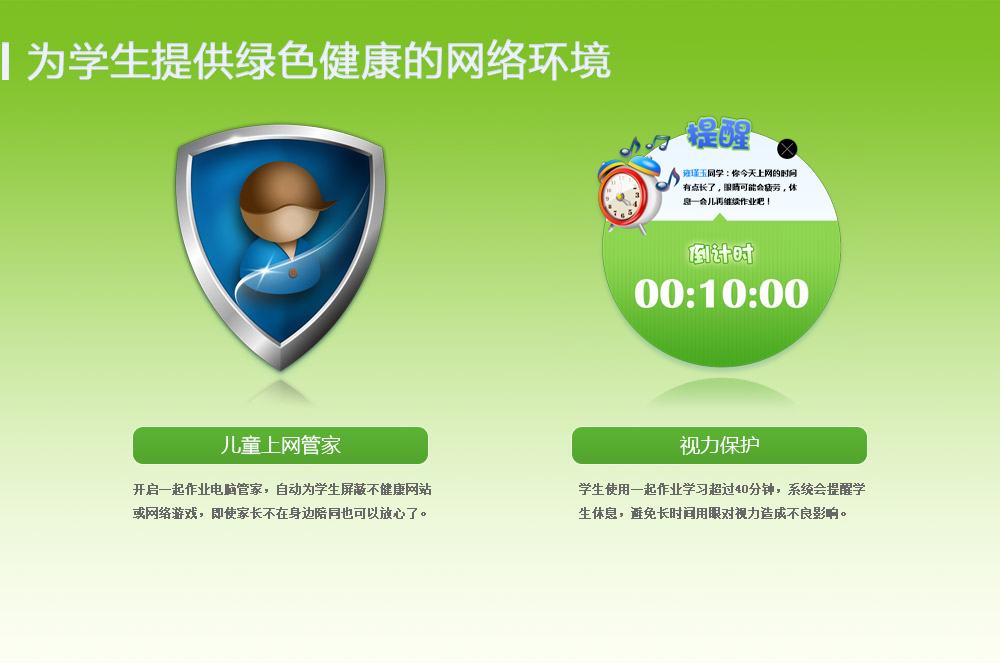 为学生提供绿色健康的网络环境
提醒
同学：你今天上网的时间
有点长了，眼睛可能会疲劳，休
息一会儿再继续作业吧！
倒计时
00:10:00
儿童上网管家
开启一起作业电脑管家，自动为学生屏蔽不健康网站
或网络游戏，即使家长不在身边陪同也可以放心了。
视力保护
学生使用一起作业学习超过40分钟，系统会提醒学
生休息，避免长时间用眼对视力造成不良影响。